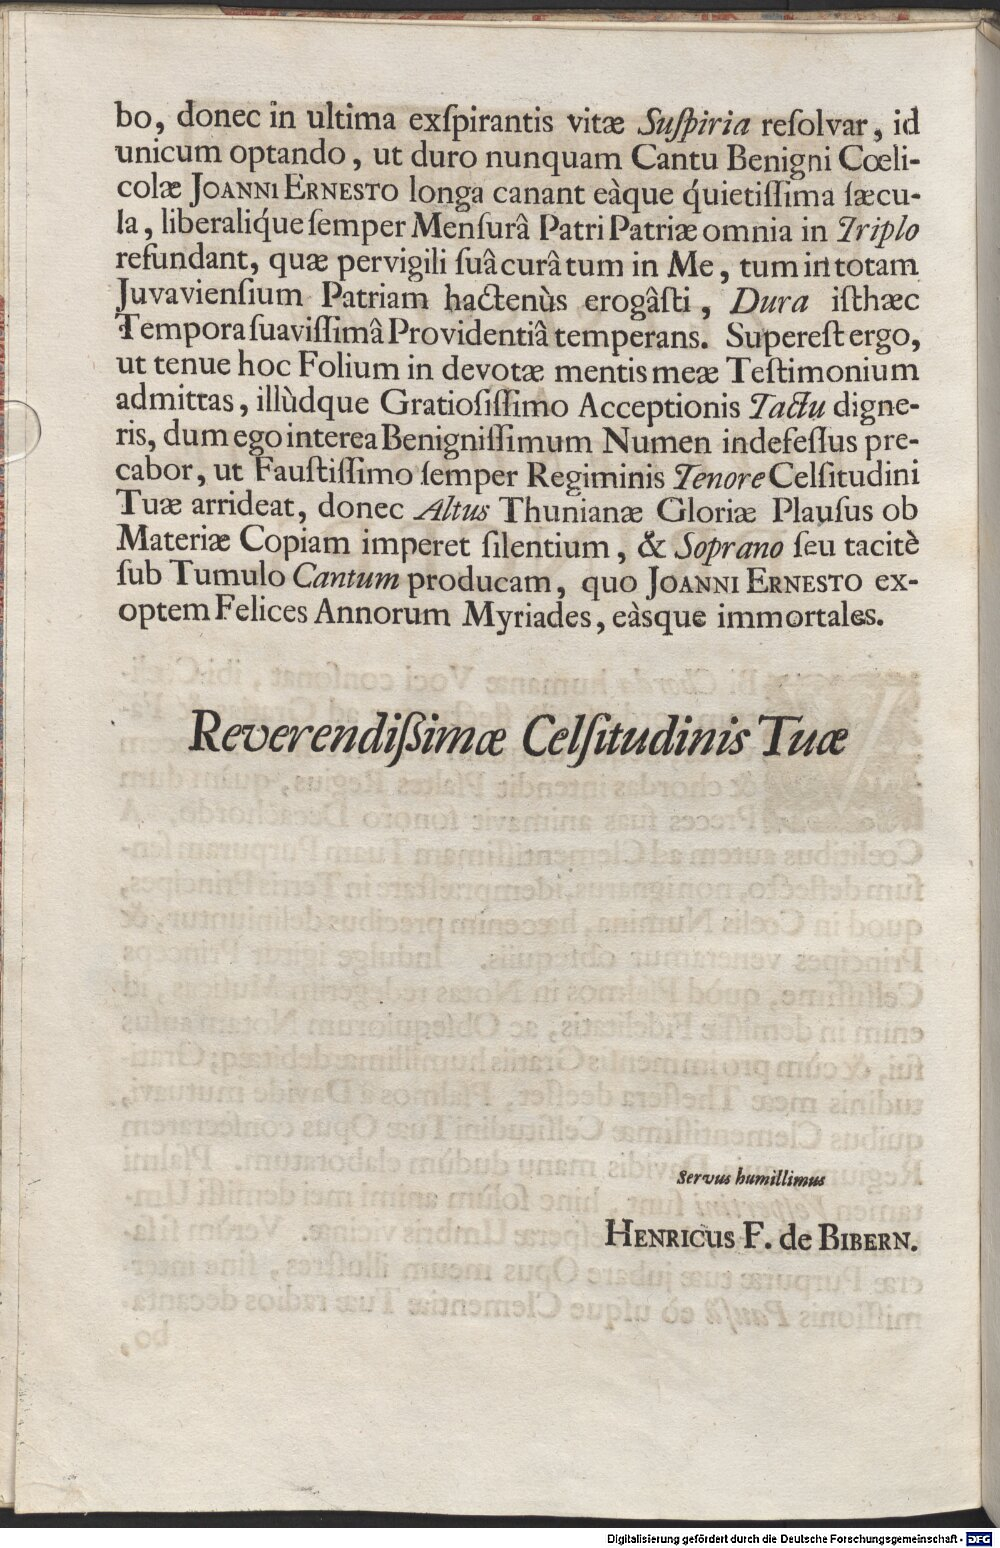 bo, donec in ultima exſpirantis vitæ Suſpiria reſolvar, id
unicum optando, ut duro nunquam Cantu Benigni Cœli-
colæ JOANNI ERNESTO longa canant eàque q́uietiſſima ſæcu-
la, liberaliq́ue ſemper Menſurâ Patri Patriæ omnia in Triplo
refundant, quæ pervigili ſuâ curâ tum in Me, tum in totam
Juvavienſium Patriam hactenùs erogâſti, Dura iſthæc
Tempora ſuaviſſimâ Providentiâ temperans. Supereſt ergo,
ut tenue hoc Folium in devotæ mentis meæ Teſtimonium
admittas, illùdque Gratioſiſſimo Acceptionis Tactu digne-
ris, dum ego interea Benigniſſimum Numen indefeſſus pre-
cabor, ut Fauſtiſſimo ſemper Regiminis Tenore Celſitudini
Tuæ arrideat, donec Altus Thunianæ Gloriæ Plauſus ob
Materiæ Copiam imperet ſilentium, & Soprano ſeu tacitè
ſub Tumulo Cantum producam, quo JOANNI ERNESTO ex-
optem Felices Annorum Myriades, eàsque immortales.
Reverendiſſimæ Celſitudinis Tuæ
Servus humillimus
HENRICUS F. de BIBERN.
Digitalisierung gefördert durch die Deutsche Forschungsgemeinschaft - DFG